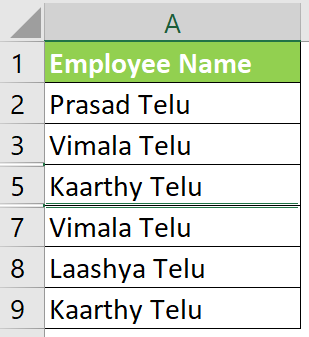 A
1 Employee Name
2 Prasad Telu
3 Vimala Telu
5 Kaarthy Telu
7 Vimala Telu
8 Laashya Telu
9 Kaarthy Telu